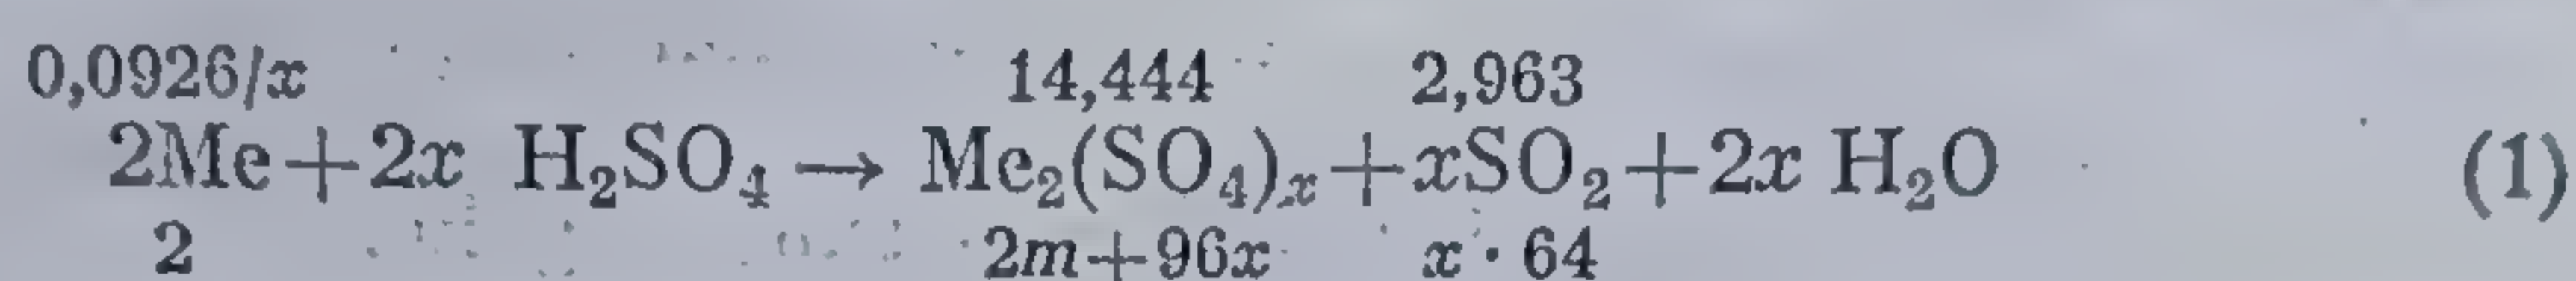 0,0926/x 14,444 2,963
2Me+2x H₂SO₄→Me₂(SO₄)ₓ+xSO₂+2x H₂O (1)
2 2m+96x x·64